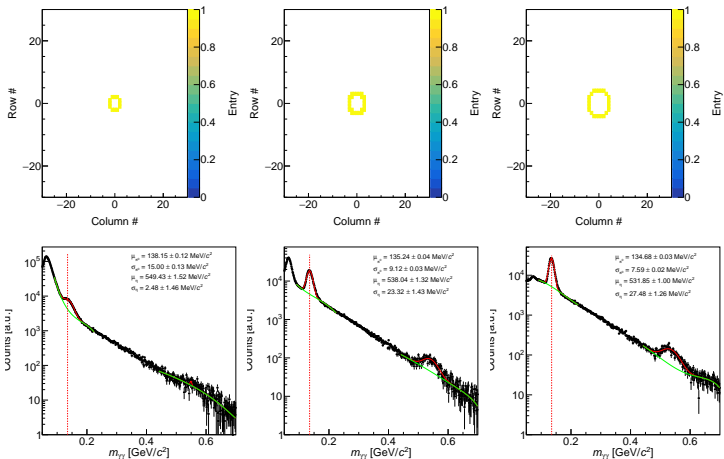 20
0
−20
Row #
−20
0
20
Column #
1
0.8
0.6
0.4
0.2
0
Entry
20
0
−20
Row #
−20
0
20
Column #
1
0.8
0.6
0.4
0.2
0
Entry
20
0
−20
Row #
−20
0
20
Column #
1
0.8
0.6
0.4
0.2
0
Entry
Counts [a.u.]
10⁵
10⁴
10³
10²
10
1
μπ⁰ = 138.15 ± 0.12 MeV/c²
σπ⁰ = 15.00 ± 0.13 MeV/c²
μη = 549.43 ± 1.52 MeV/c²
ση = 2.48 ± 1.46 MeV/c²
0.2
0.4
0.6
mγγ [GeV/c²]
Counts [a.u.]
10⁴
10³
10²
10
1
μπ⁰ = 135.24 ± 0.04 MeV/c²
σπ⁰ = 9.12 ± 0.03 MeV/c²
μη = 538.04 ± 1.32 MeV/c²
ση = 23.32 ± 1.43 MeV/c²
0.2
0.4
0.6
mγγ [GeV/c²]
Counts [a.u.]
10⁴
10³
10²
10
1
μπ⁰ = 134.68 ± 0.03 MeV/c²
σπ⁰ = 7.59 ± 0.02 MeV/c²
μη = 531.85 ± 1.00 MeV/c²
ση = 27.48 ± 1.26 MeV/c²
0.2
0.4
0.6
mγγ [GeV/c²]